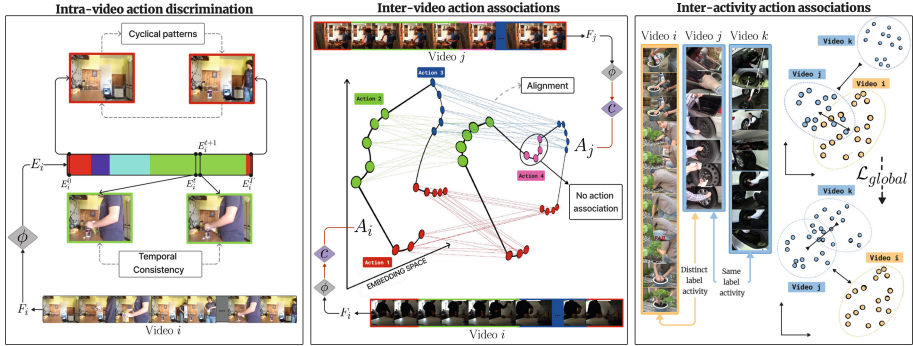 Intra-video action discrimination
Cyclical patterns
E_i^{t+1}
E_i
E_i^0
E_i^t
E_i^T
ϕ
Temporal
Consistency
F_i
...
Video i
Inter-video action associations
Video j
F_j
ϕ
c
A_j
Action 3
Action 2
Alignment
Action 4
No action
association
A_i
c
ϕ
Action 1
EMBEDDING SPACE
F_i
Video i
Inter-activity action associations
Video i Video j Video k
Distinct
label
activity
Same
label
activity
Video k
Video j
Video i
L_global
Video k
Video i
Video j